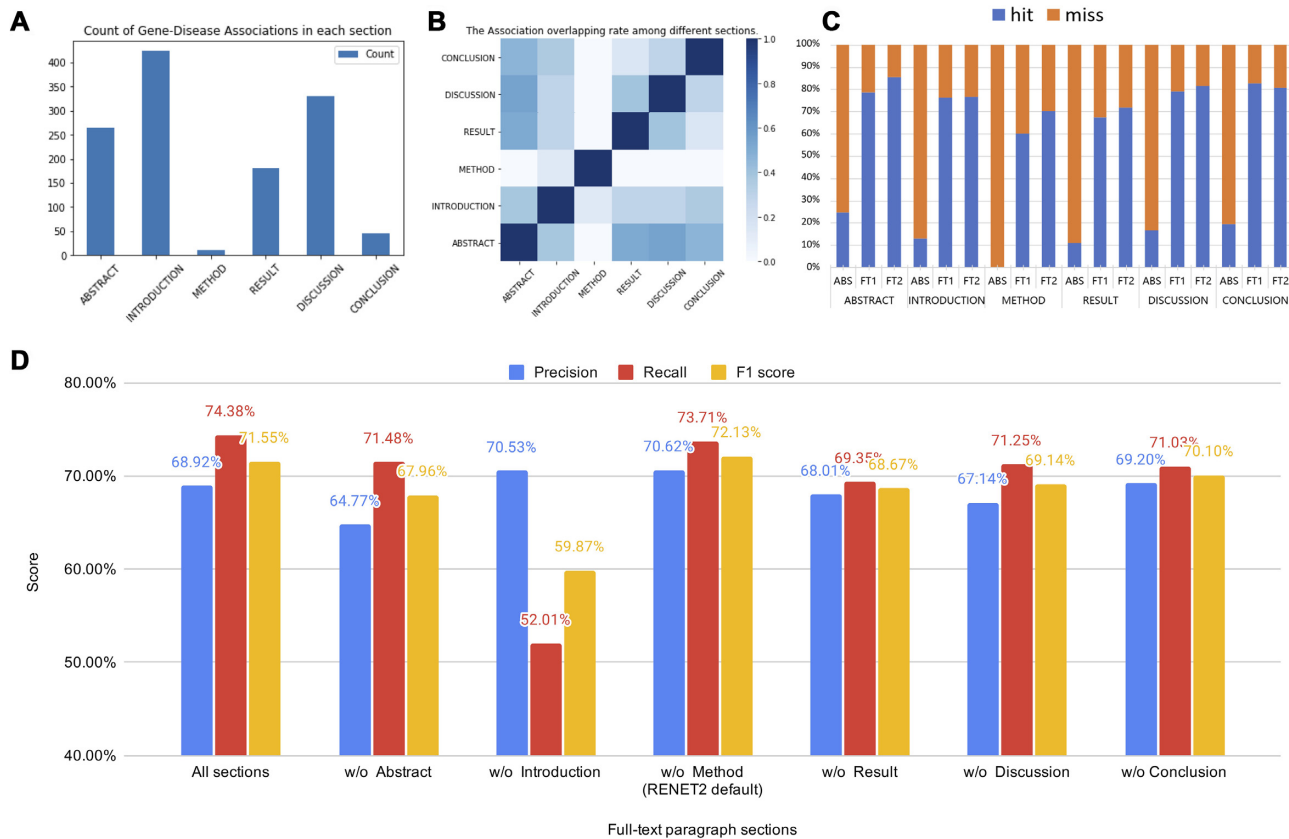 A
Count of Gene-Disease Associations in each section
Count
400
350
300
250
200
150
100
50
0
ABSTRACT
INTRODUCTION
METHOD
RESULT
DISCUSSION
CONCLUSION
B
The Association overlapping rate among different sections.
CONCLUSION
DISCUSSION
RESULT
METHOD
INTRODUCTION
ABSTRACT
ABSTRACT
INTRODUCTION
METHOD
RESULT
DISCUSSION
CONCLUSION
1.0
0.8
0.6
0.4
0.2
0.0
C
hit miss
100%
90%
80%
70%
60%
50%
40%
30%
20%
10%
0%
ABS FT1 FT2 ABS FT1 FT2 ABS FT1 FT2 ABS FT1 FT2 ABS FT1 FT2 ABS FT1 FT2
ABSTRACT INTRODUCTION METHOD RESULT DISCUSSION CONCLUSION
D
Precision Recall F1 score
Score
80.00%
70.00%
60.00%
50.00%
40.00%
68.92% 74.38% 71.55%
64.77% 71.48% 67.96%
70.53% 52.01% 59.87%
70.62% 73.71% 72.13%
68.01% 69.35% 68.67%
67.14% 71.25% 69.14%
69.20% 71.03% 70.10%
All sections w/o Abstract w/o Introduction w/o Method w/o Result w/o Discussion w/o Conclusion
(RENET2 default)
Full-text paragraph sections